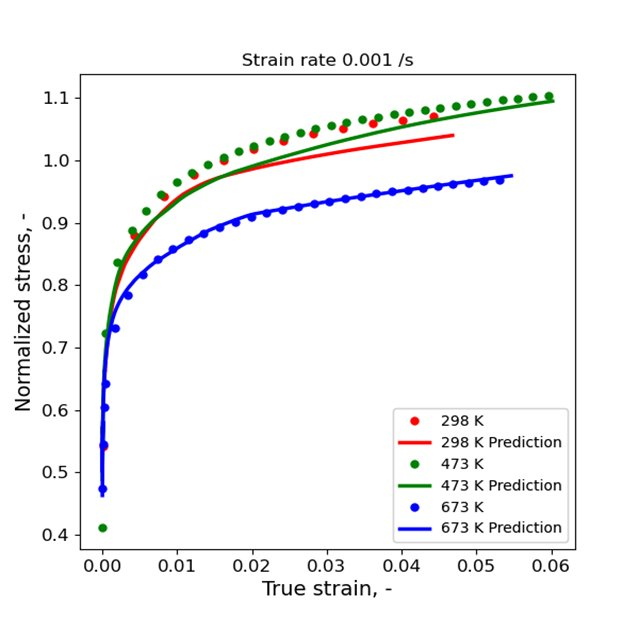 Strain rate 0.001 /s
Normalized stress, -
1.1
1.0
0.9
0.8
0.7
0.6
0.5
0.4
298 K
298 K Prediction
473 K
473 K Prediction
673 K
673 K Prediction
0.00 0.01 0.02 0.03 0.04 0.05 0.06
True strain, -